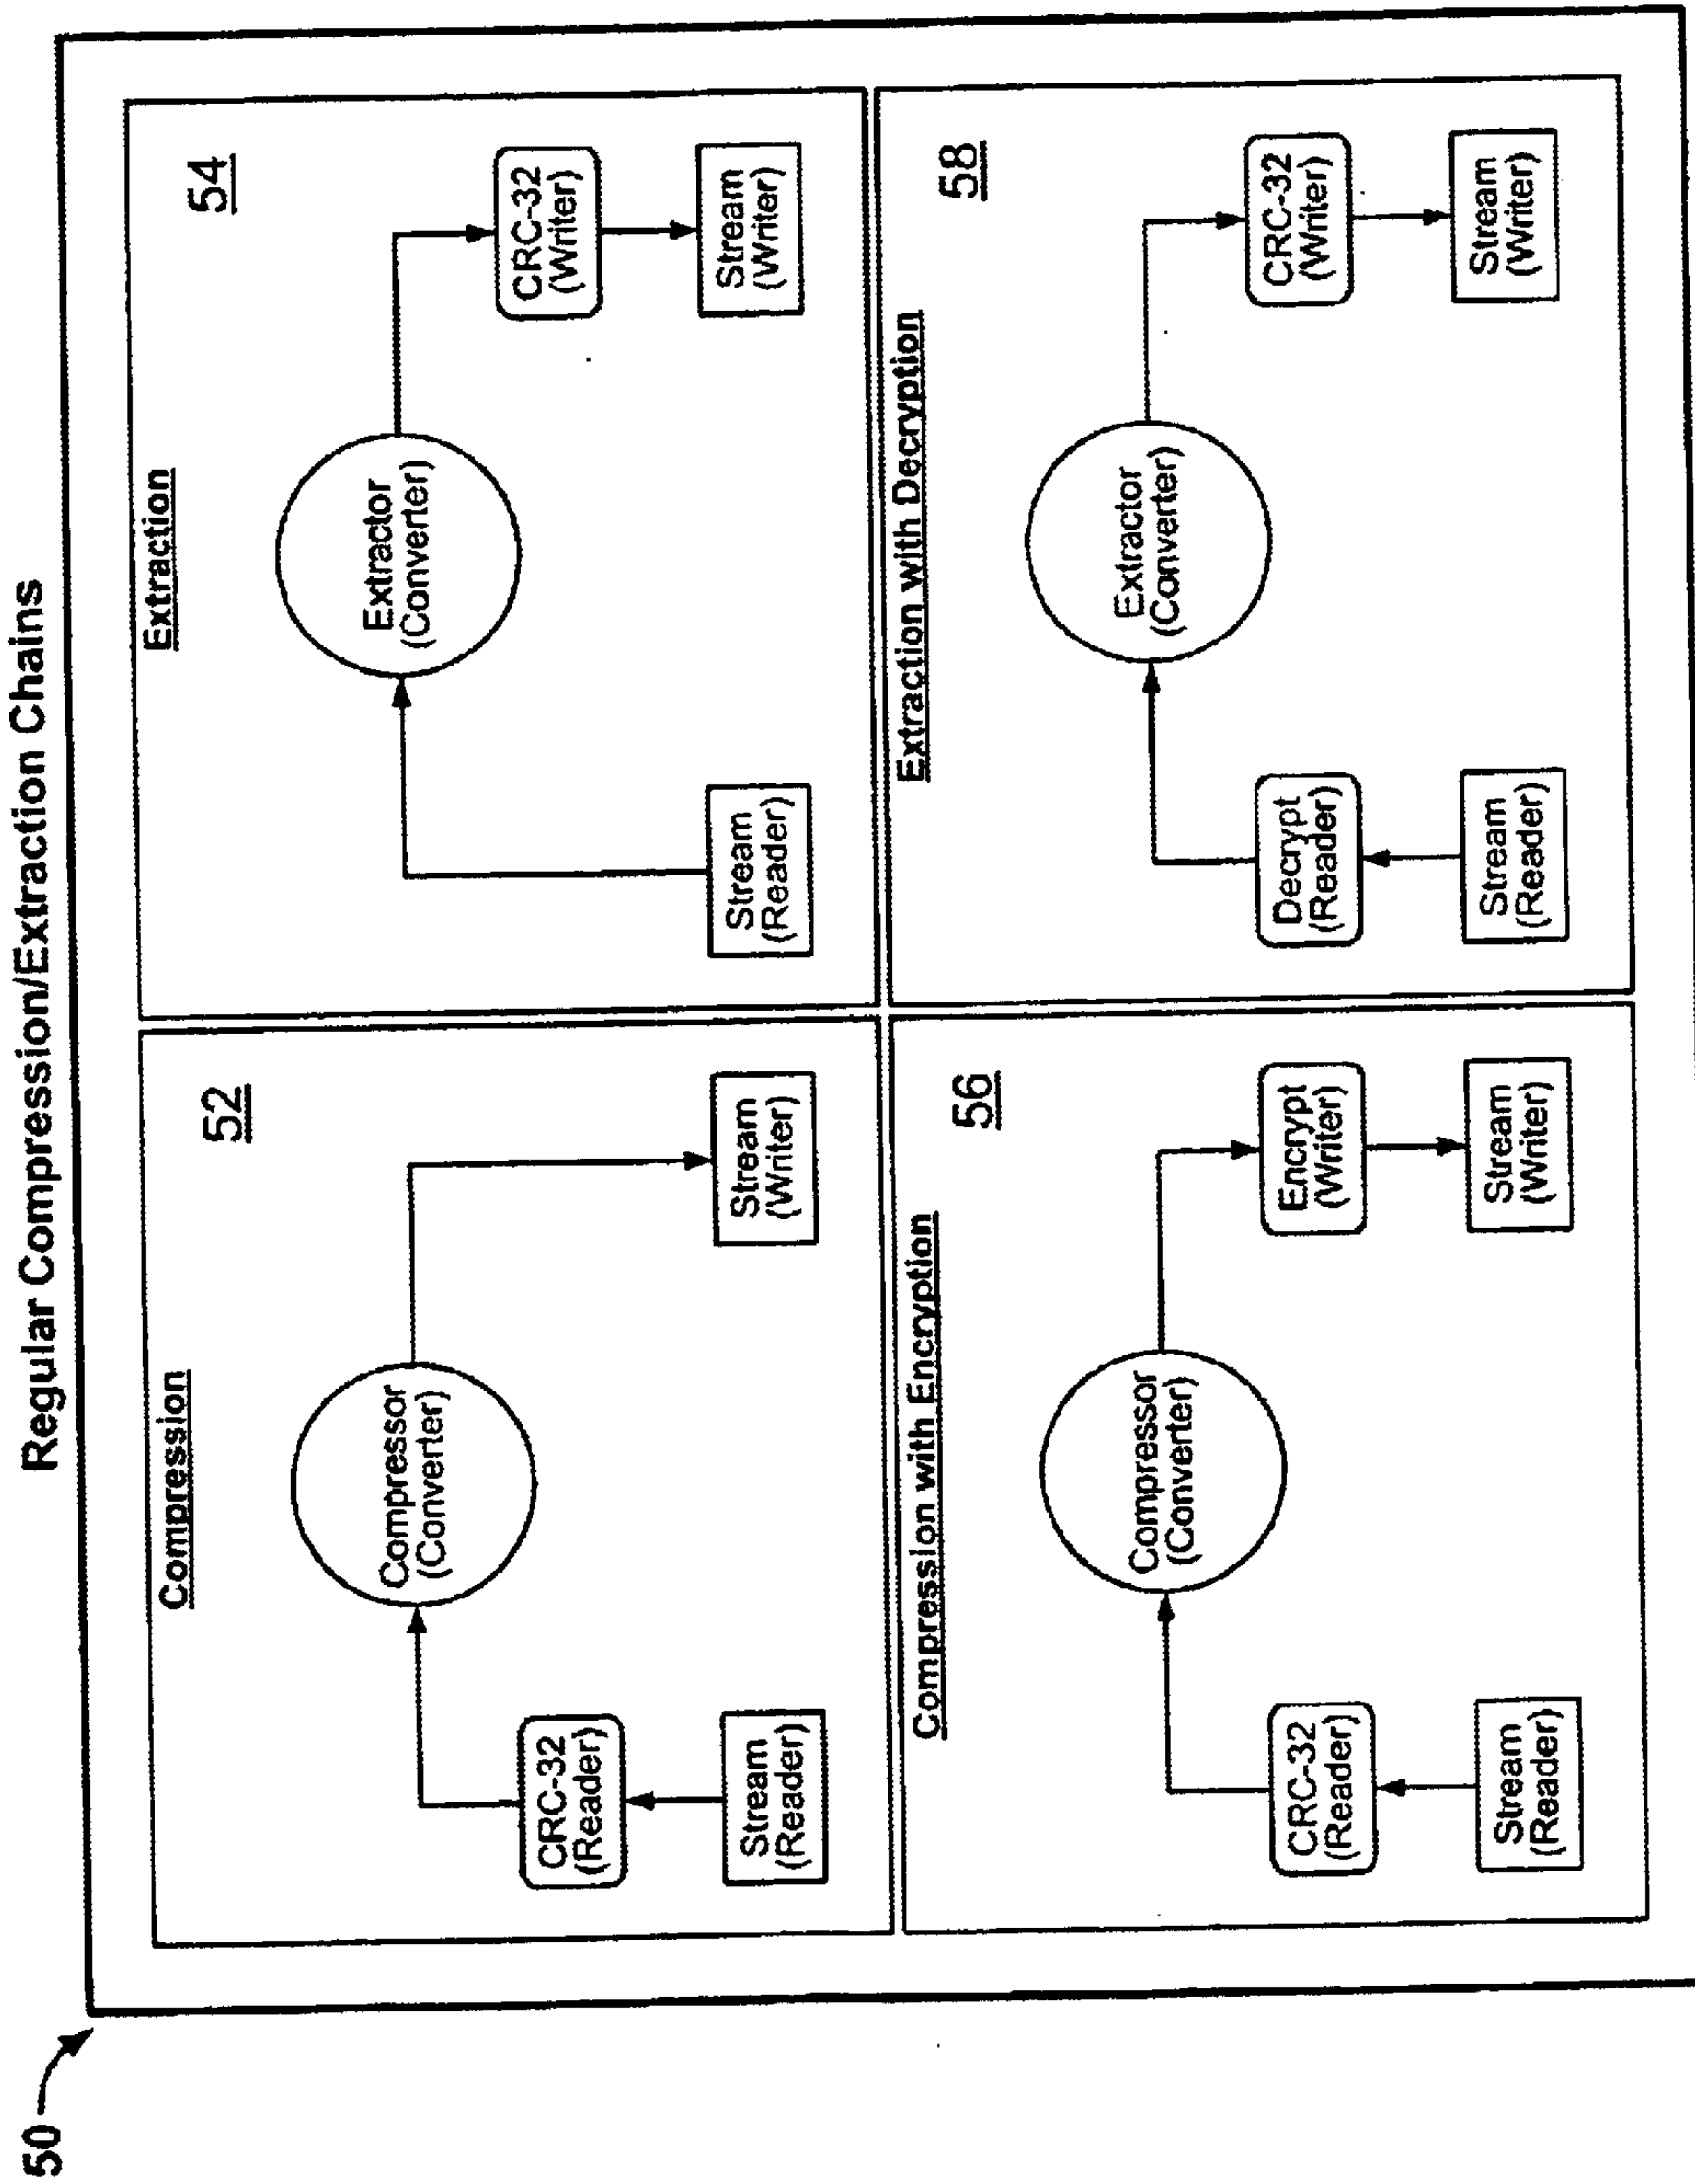 Regular Compression/Extraction Chains
50
Compression
52
Compressor
(Converter)
CRC-32
(Reader)
Stream
(Reader)
Stream
(Writer)
Extraction
54
Extractor
(Converter)
CRC-32
(Writer)
Stream
(Reader)
Stream
(Writer)
Compression with Encryption
56
Compressor
(Converter)
CRC-32
(Reader)
Encrypt
(Writer)
Stream
(Reader)
Stream
(Writer)
Extraction with Decryption
58
Extractor
(Converter)
Decrypt
(Reader)
CRC-32
(Writer)
Stream
(Reader)
Stream
(Writer)